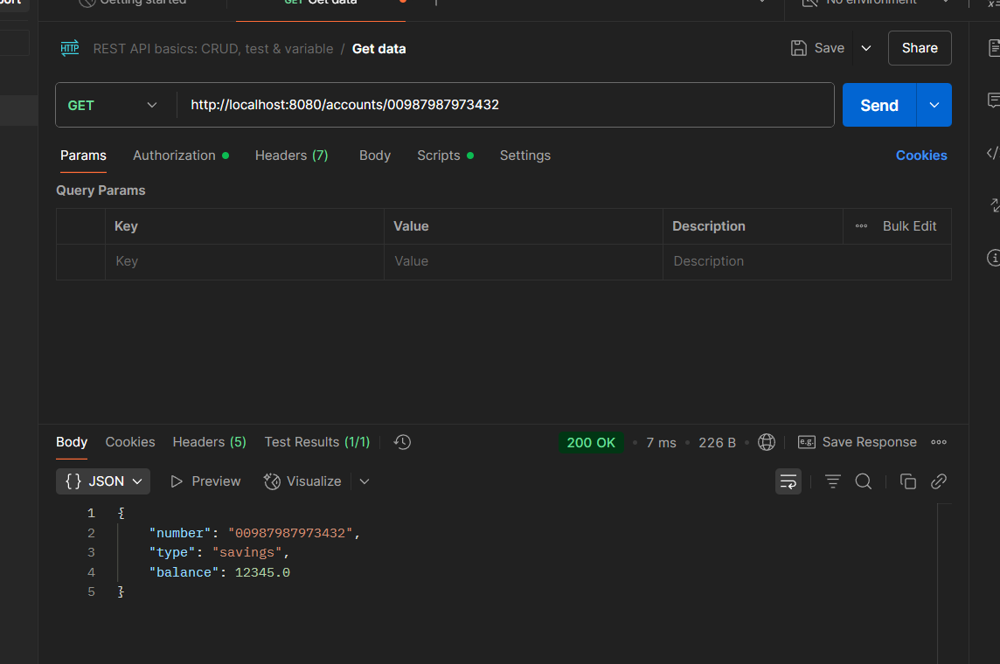 Getting started GET Get data No environment
HTTP REST API basics: CRUD, test & variable / Get data Save Share
GET http://localhost:8080/accounts/00987987973432 Send
Params Authorization Headers (7) Body Scripts Settings Cookies
Query Params
Key Value Description Bulk Edit
Key Value Description
Body Cookies Headers (5) Test Results (1/1) 200 OK 7 ms 226 B e.g. Save Response
{} JSON Preview Visualize
1 {
2 "number": "00987987973432",
3 "type": "savings",
4 "balance": 12345.0
5 }